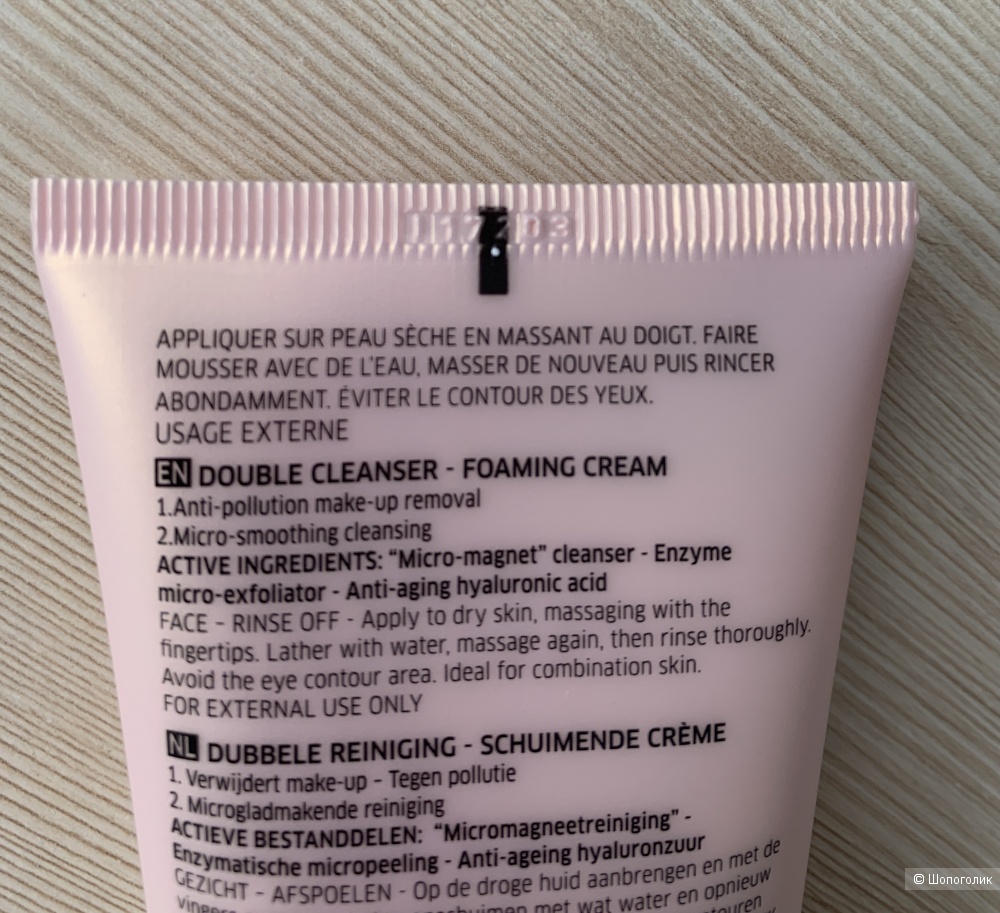 APPLIQUER SUR PEAU SÈCHE EN MASSANT AU DOIGT. FAIRE
MOUSSER AVEC DE L'EAU, MASSER DE NOUVEAU PUIS RINCER
ABONDAMMENT. ÉVITER LE CONTOUR DES YEUX.
USAGE EXTERNE
EN DOUBLE CLEANSER - FOAMING CREAM
1.Anti-pollution make-up removal
2.Micro-smoothing cleansing
ACTIVE INGREDIENTS: “Micro-magnet” cleanser - Enzyme
micro-exfoliator - Anti-aging hyaluronic acid
FACE - RINSE OFF - Apply to dry skin, massaging with the
fingertips. Lather with water, massage again, then rinse thoroughly.
Avoid the eye contour area. Ideal for combination skin.
FOR EXTERNAL USE ONLY
NL DUBBELE REINIGING - SCHUIMENDE CRÈME
1. Verwijdert make-up - Tegen pollutie
2. Microgladmakende reiniging
ACTIEVE BESTANDDELEN: “Micromagneetreiniging” -
Enzymatische micropeeling - Anti-ageing hyaluronzuur
GEZICHT - AFSPOELEN - Op de droge huid aanbrengen en met de
met wat water en opnieuw
© Шопоголик